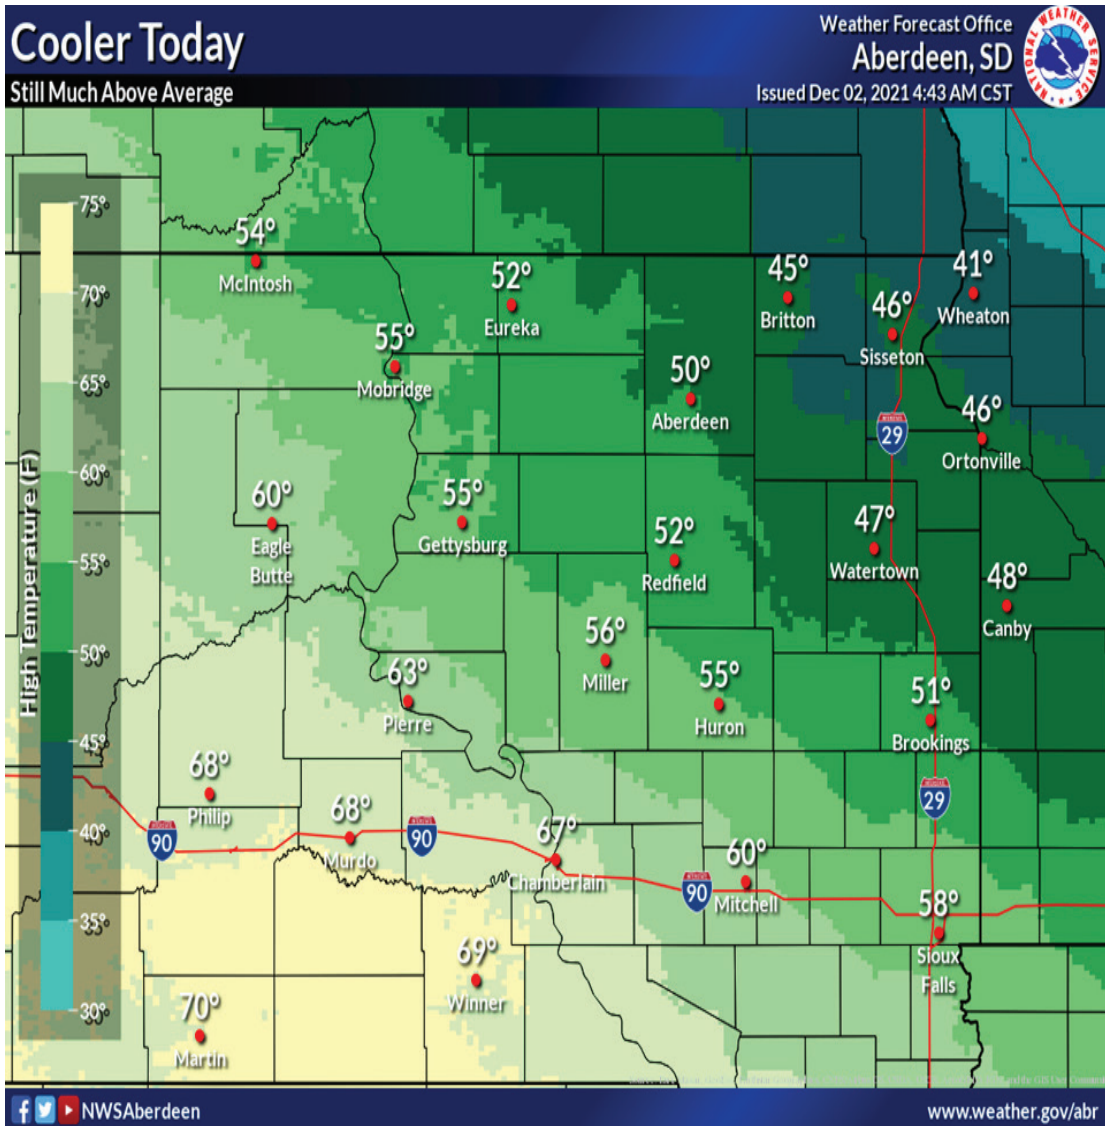 Cooler Today
Still Much Above Average
Weather Forecast Office
Aberdeen, SD
Issued Dec 02, 2021 4:43 AM CST
NATIONAL WEATHER SERVICE
High Temperature (F)
75°
70°
65°
60°
55°
50°
45°
40°
35°
30°
54°
McIntosh
52°
Eureka
45°
Britton
46°
Sisseton
41°
Wheaton
55°
Mobridge
50°
Aberdeen
29
46°
Ortonville
60°
Eagle
Butte
55°
Gettysburg
52°
Redfield
47°
Watertown
48°
Canby
63°
Pierre
56°
Miller
55°
Huron
51°
Brookings
68°
Philip
90
68°
Murdo
90
67°
Chamberlain
90
60°
Mitchell
29
58°
Sioux
Falls
70°
Martin
69°
Winner
NWSAberdeen
www.weather.gov/abr